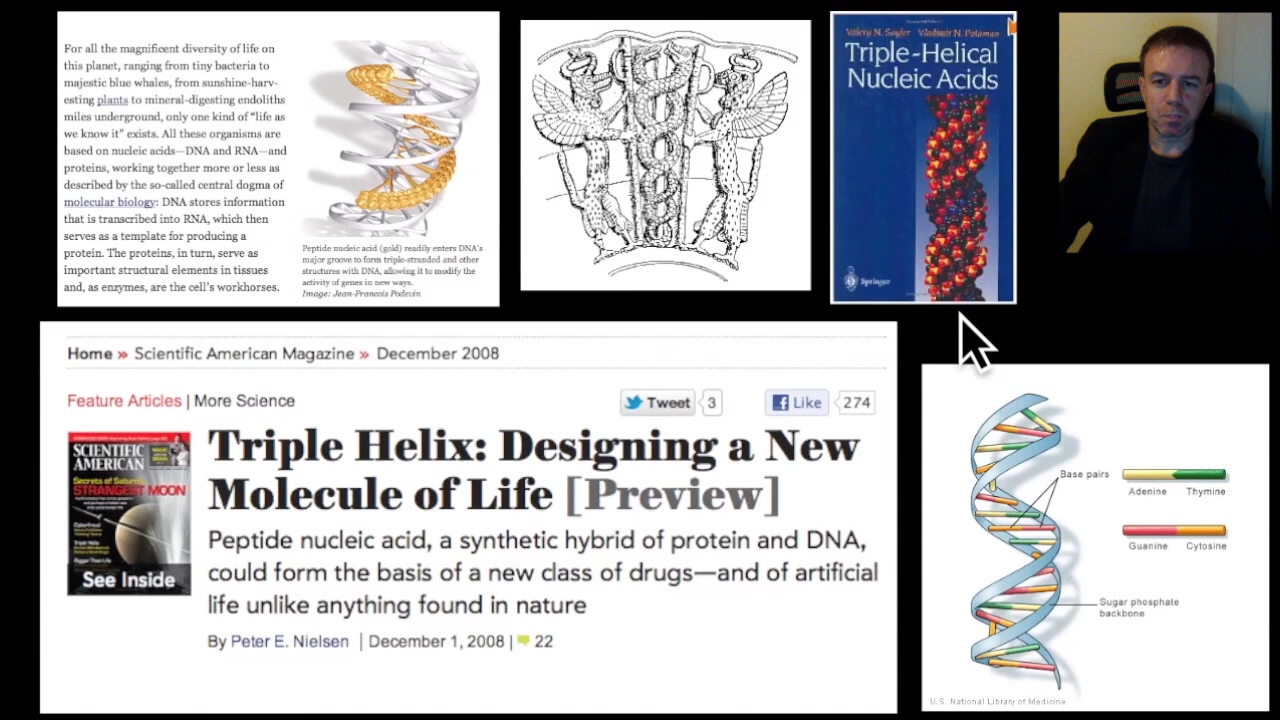 For all the magnificent diversity of life on
this planet, ranging from tiny bacteria to
majestic blue whales, from sunshine-harv-
esting plants to mineral-digesting endoliths
miles underground, only one kind of "life as
we know it" exists. All these organisms are
based on nucleic acids—DNA and RNA—and
proteins, working together more or less as
described by the so-called central dogma of
molecular biology: DNA stores information
that is transcribed into RNA, which then
serves as a template for producing a
protein. The proteins, in turn, serve as
important structural elements in tissues
and, as enzymes, are the cell's workhorses.
Peptide nucleic acid (gold) readily enters DNA's
major groove to form triple-stranded and other
structures with DNA, allowing it to modify the
activity of genes in new ways.
Image: Jean-Francois Podevin
Valery N. Soyfer Vladimir N. Potaman
Triple-Helical
Nucleic Acids
Springer
Home » Scientific American Magazine » December 2008
Feature Articles | More Science
Tweet 3
Like 274
SCIENTIFIC
AMERICAN
Secrets of Saturn's
STRANGEST MOON
See Inside
Triple Helix: Designing a New
Molecule of Life [Preview]
Peptide nucleic acid, a synthetic hybrid of protein and DNA,
could form the basis of a new class of drugs—and of artificial
life unlike anything found in nature
By Peter E. Nielsen | December 1, 2008 | 22
Base pairs
Adenine Thymine
Guanine Cytosine
Sugar phosphate
backbone
U.S. National Library of Medicine